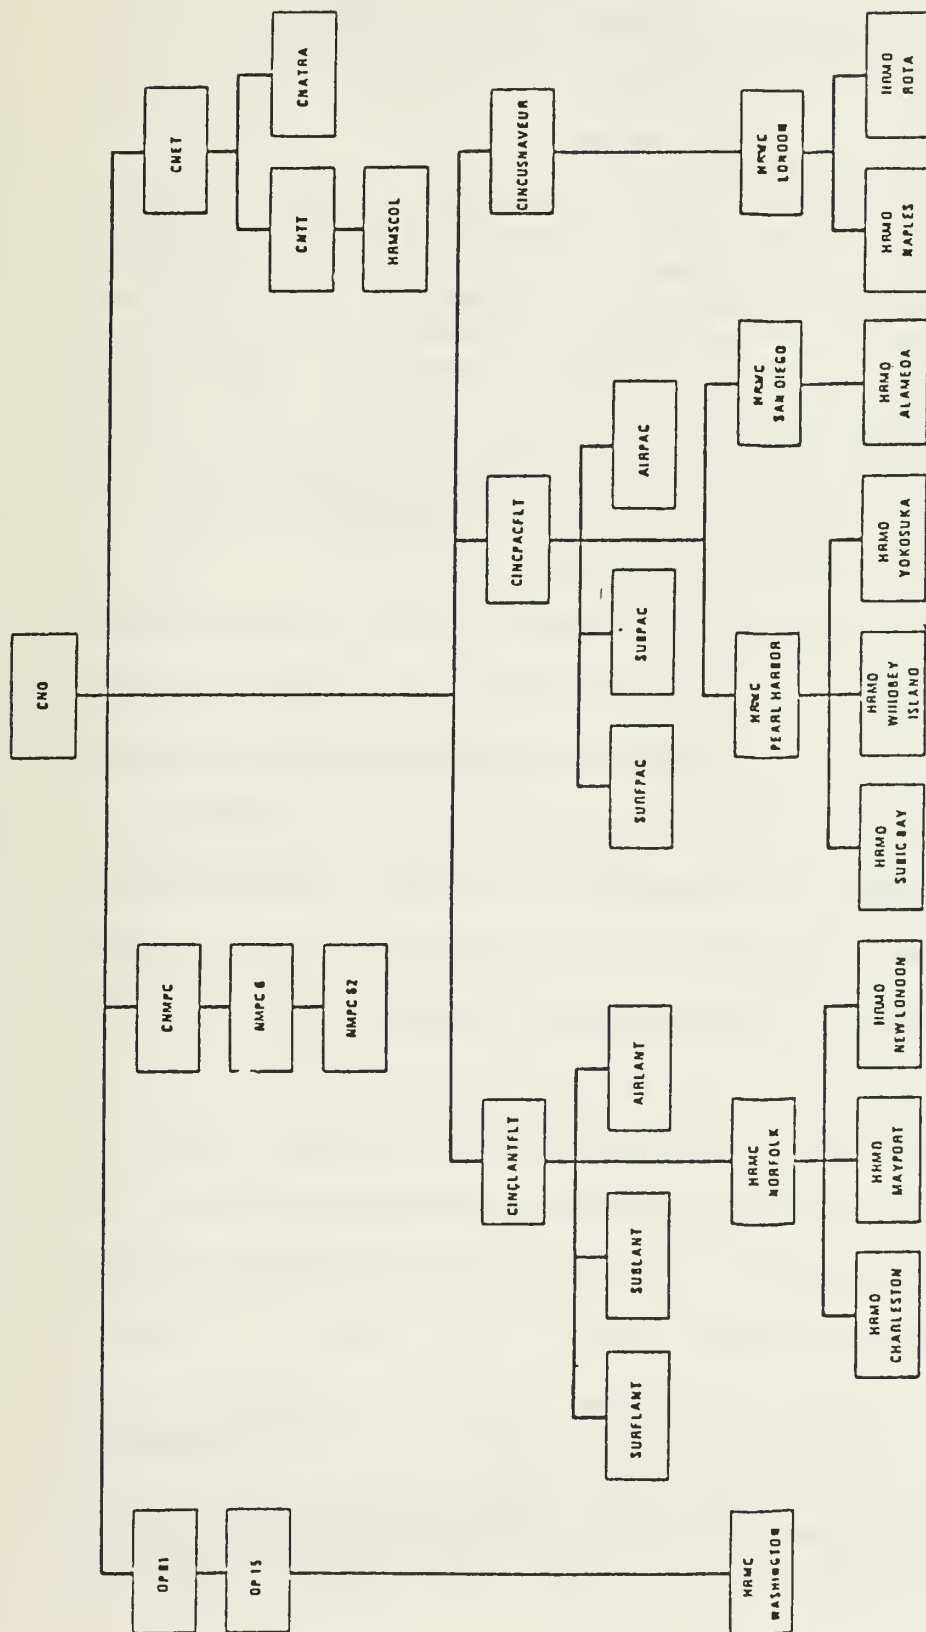 CNO
OP 01
CNMPC
CNET
OP 15
NMPC 6
CNTT
CNATRA
NMPC 62
HRMSCOL
CINCLANTFLT
CINCPACFLT
CINCUSNAVEUR
SURFLANT
SUBLANT
AIRLANT
SURFPAC
SUBPAC
AIRPAC
HRMC
WASHINGTON
HRMC
NORFOLK
HRMC
PEARL HARBOR
HRMC
SAN DIEGO
HRMC
LONDON
HRMO
CHARLESTON
HRMO
MAYPORT
HRMO
NEW LONDON
HRMO
SUBIC BAY
HRMO
WHIDBEY
ISLAND
HRMO
YOKOSUKA
HRMO
ALAMEDA
HRMO
NAPLES
HRMO
ROTA